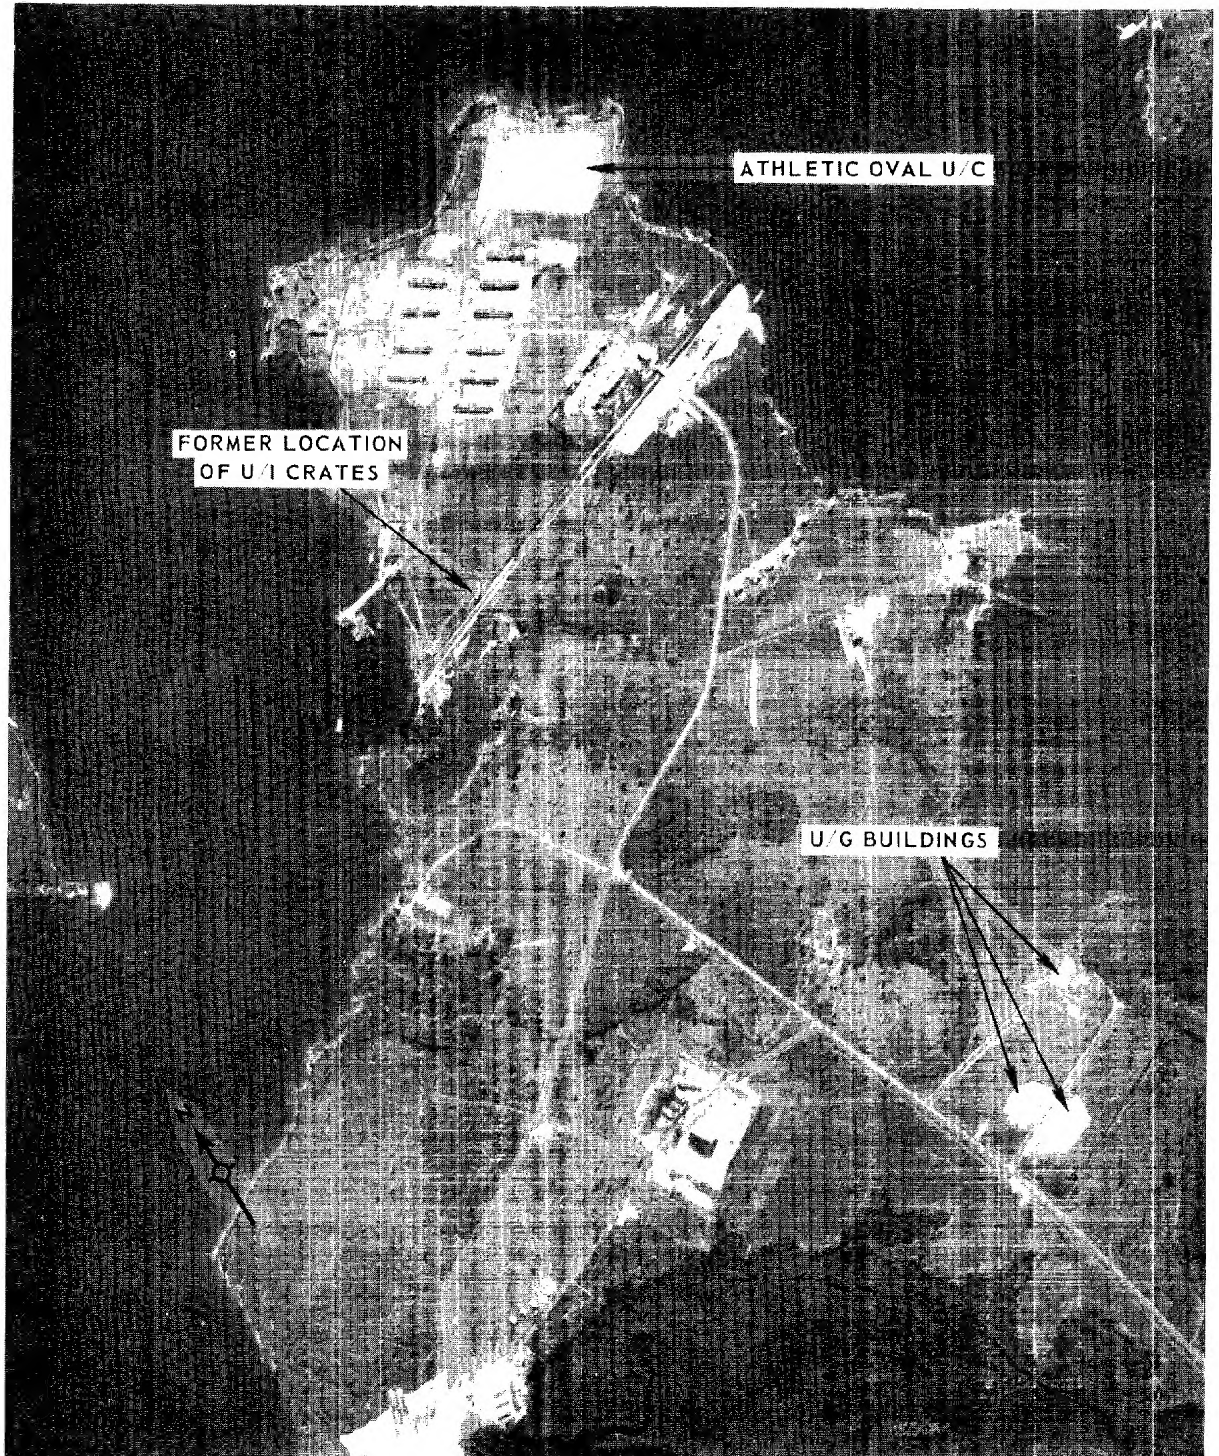 ATHLETIC OVAL U/C
FORMER LOCATION
OF U/I CRATES
U/G BUILDINGS